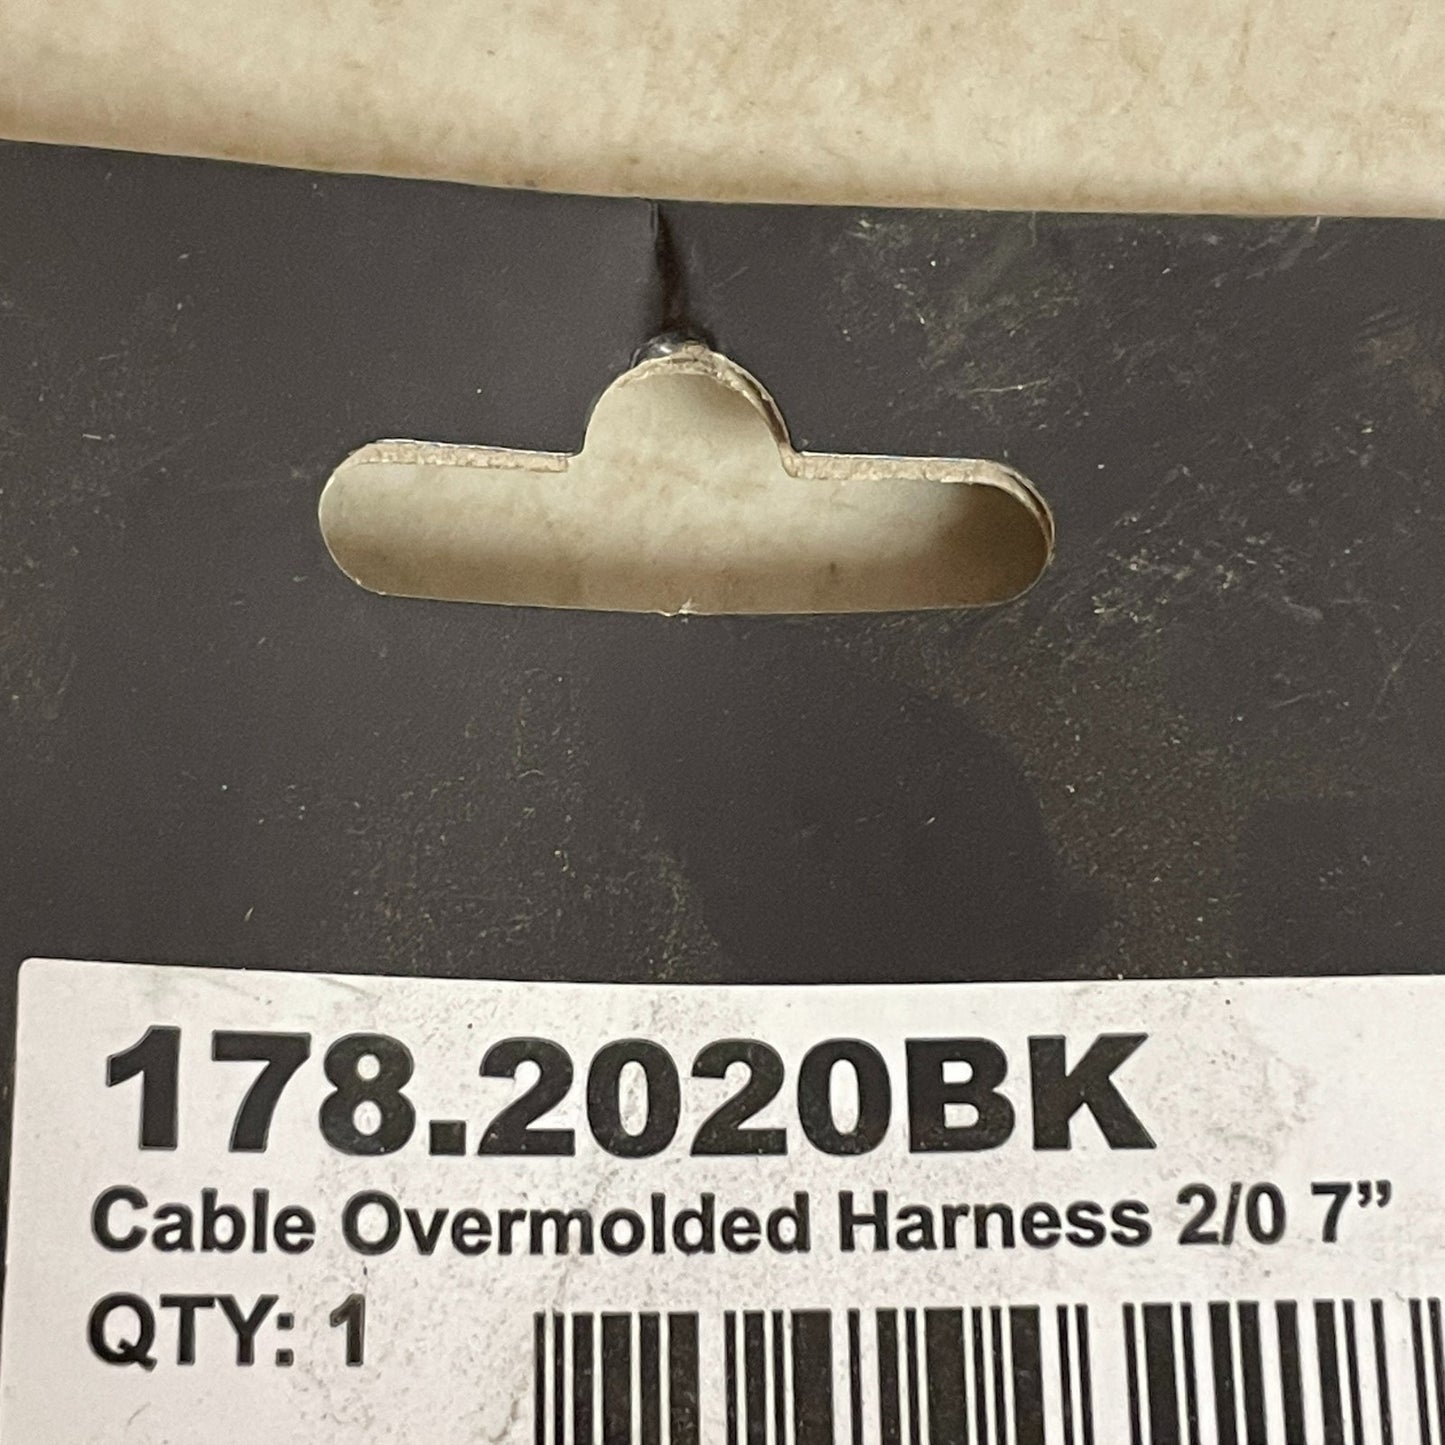 178.2020BK
Cable Overmolded Harness 2/0 7”
QTY: 1